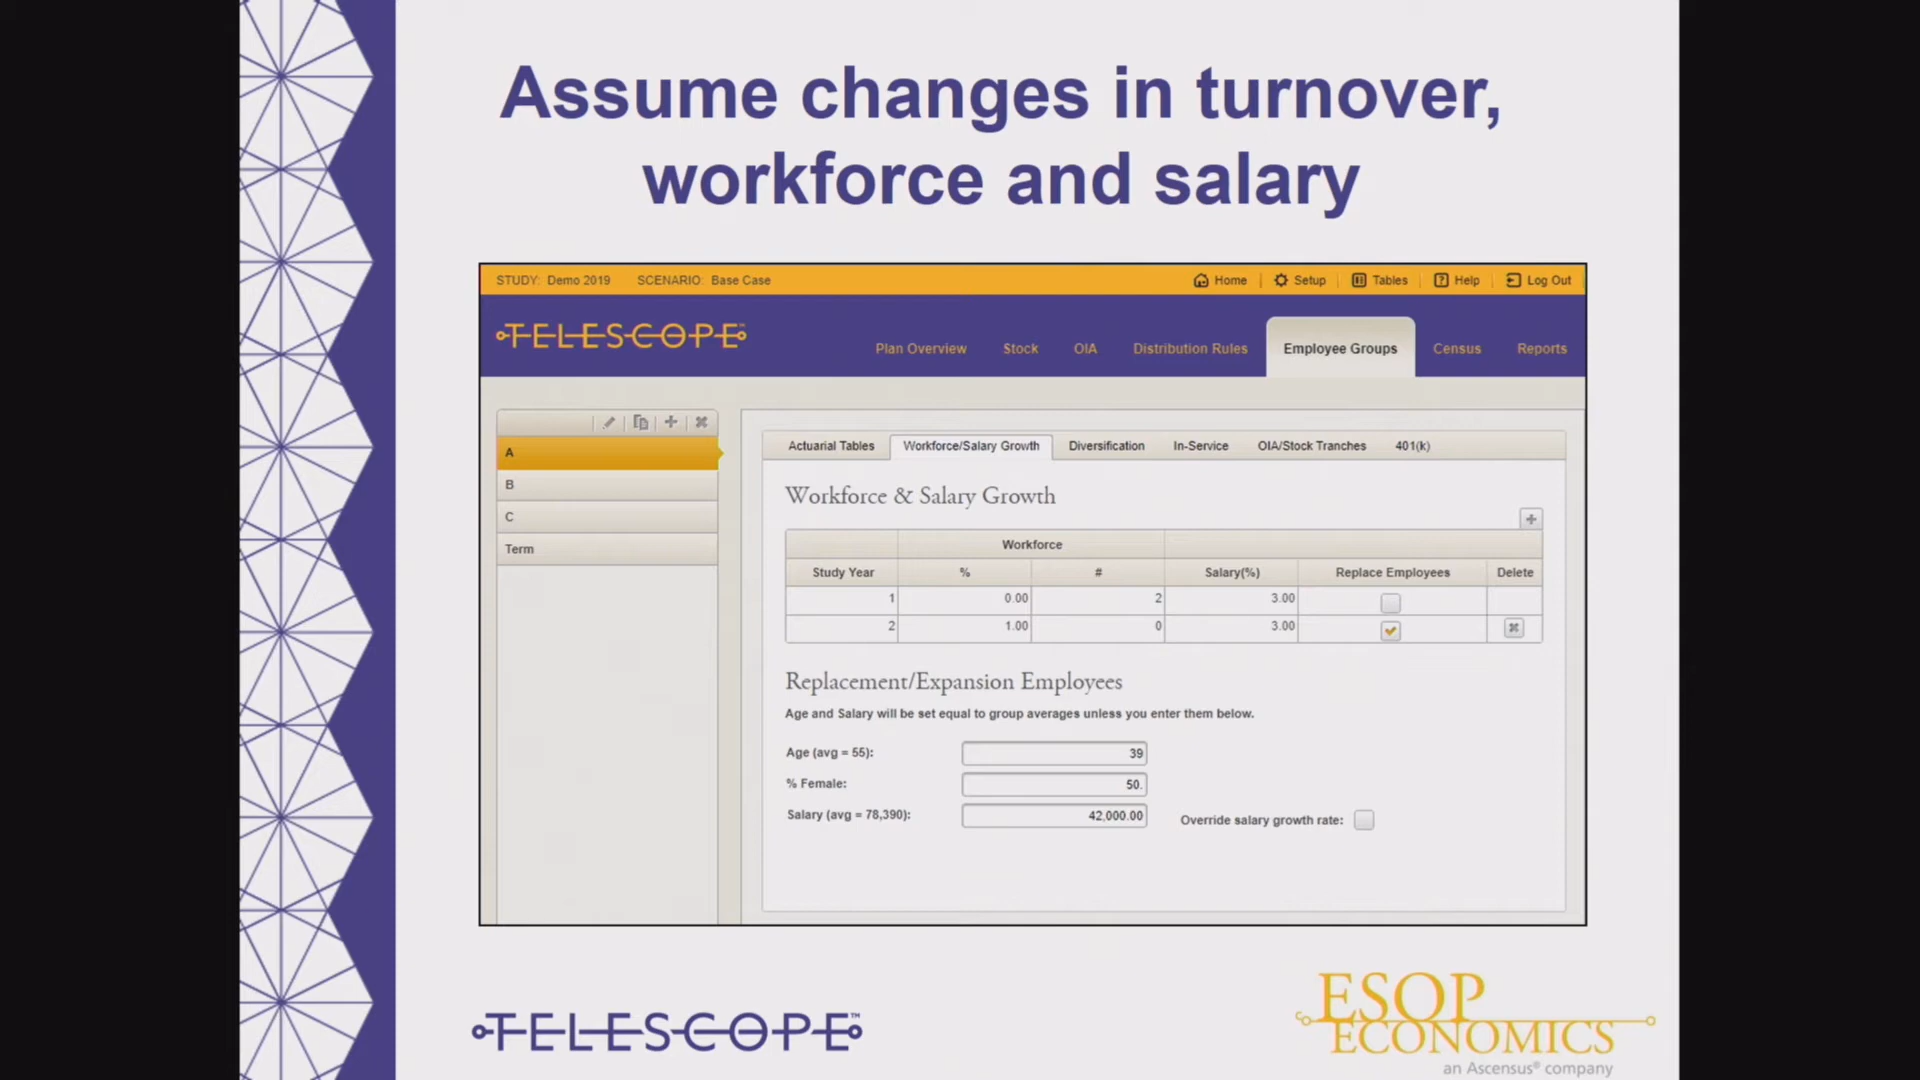 Assume changes in turnover,
workforce and salary
STUDY: Demo 2019 SCENARIO: Base Case Home Setup Tables Help Log Out
TELESCOPE™
Plan Overview Stock OIA Distribution Rules Employee Groups Census Reports
A
B
C
Term
Actuarial Tables Workforce/Salary Growth Diversification In-Service OIA/Stock Tranches 401(k)
Workforce & Salary Growth
Workforce
Study Year % # Salary(%) Replace Employees Delete
1 0.00 2 3.00
2 1.00 0 3.00
Replacement/Expansion Employees
Age and Salary will be set equal to group averages unless you enter them below.
Age (avg = 55): 39
% Female: 50.
Salary (avg = 78,390): 42,000.00 Override salary growth rate:
TELESCOPE™
ESOP
ECONOMICS
an Ascensus® company